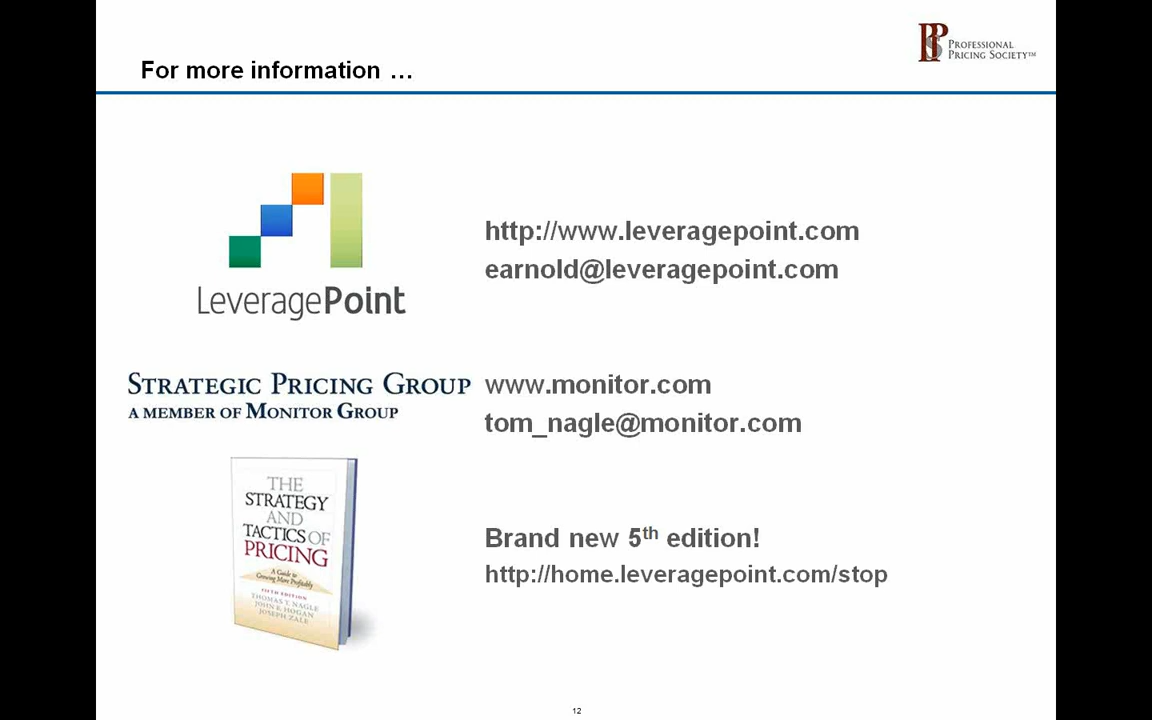 For more information …
PPS PROFESSIONAL
PRICING SOCIETY™
LeveragePoint
http://www.leveragepoint.com
earnold@leveragepoint.com
STRATEGIC PRICING GROUP
A MEMBER OF MONITOR GROUP
www.monitor.com
tom_nagle@monitor.com
THE
STRATEGY
AND
TACTICS OF
PRICING
A Guide to
Growing More Profitably
FIFTH EDITION
THOMAS T. NAGLE
JOHN E. HOGAN
JOSEPH ZALE
Brand new 5th edition!
http://home.leveragepoint.com/stop
12